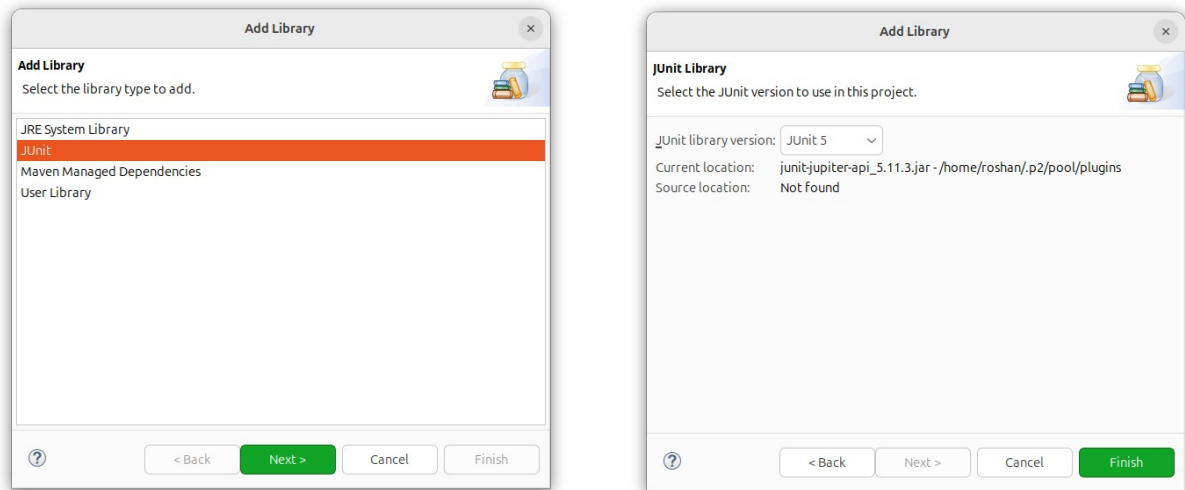 Add Library
Add Library
Select the library type to add.
JRE System Library
JUnit
Maven Managed Dependencies
User Library
< Back
Next >
Cancel
Finish
Add Library
JUnit Library
Select the JUnit version to use in this project.
JUnit library version: JUnit 5
Current location: junit-jupiter-api_5.11.3.jar - /home/roshan/.p2/pool/plugins
Source location: Not found
< Back
Next >
Cancel
Finish